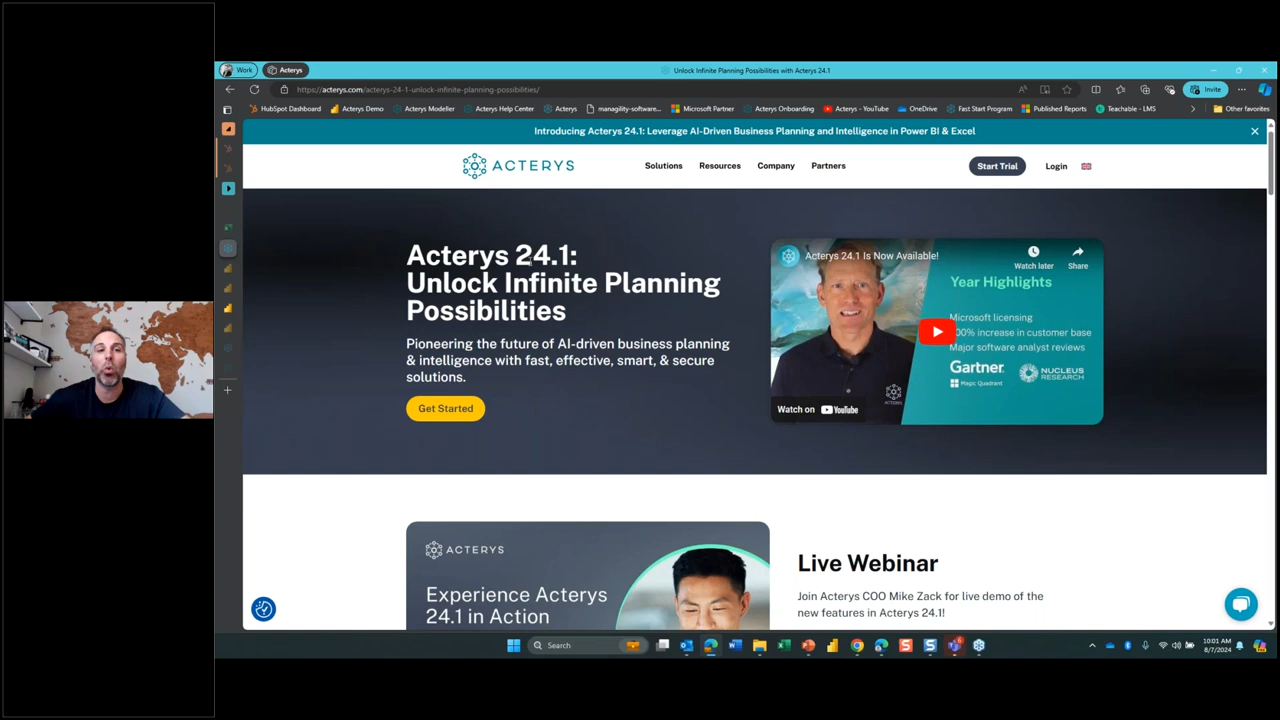 Work
Acterys
Unlock Infinite Planning Possibilities with Acterys 24.1
https://acterys.com/acterys-24-1-unlock-infinite-planning-possibilities/
Invite
HubSpot Dashboard
Acterys Demo
Acterys Modeller
Acterys Help Center
Acterys
managility-software...
Microsoft Partner
Acterys Onboarding
Acterys - YouTube
OneDrive
Fast Start Program
Published Reports
Teachable - LMS
Other favorites
Introducing Acterys 24.1: Leverage AI-Driven Business Planning and Intelligence in Power BI & Excel
ACTERYS
Solutions
Resources
Company
Partners
Start Trial
Login
Acterys 24.1:
Unlock Infinite Planning
Possibilities
Pioneering the future of AI-driven business planning
& intelligence with fast, effective, smart, & secure
solutions.
Get Started
Acterys 24.1 Is Now Available!
Watch later
Share
Year Highlights
Microsoft licensing
00% increase in customer base
Major software analyst reviews
Gartner
Magic Quadrant
NUCLEUS
RESEARCH
ACTERYS
Watch on YouTube
ACTERYS
Experience Acterys
24.1 in Action
Live Webinar
Join Acterys COO Mike Zack for live demo of the
new features in Acterys 24.1!
Search
10:01 AM
8/7/2024